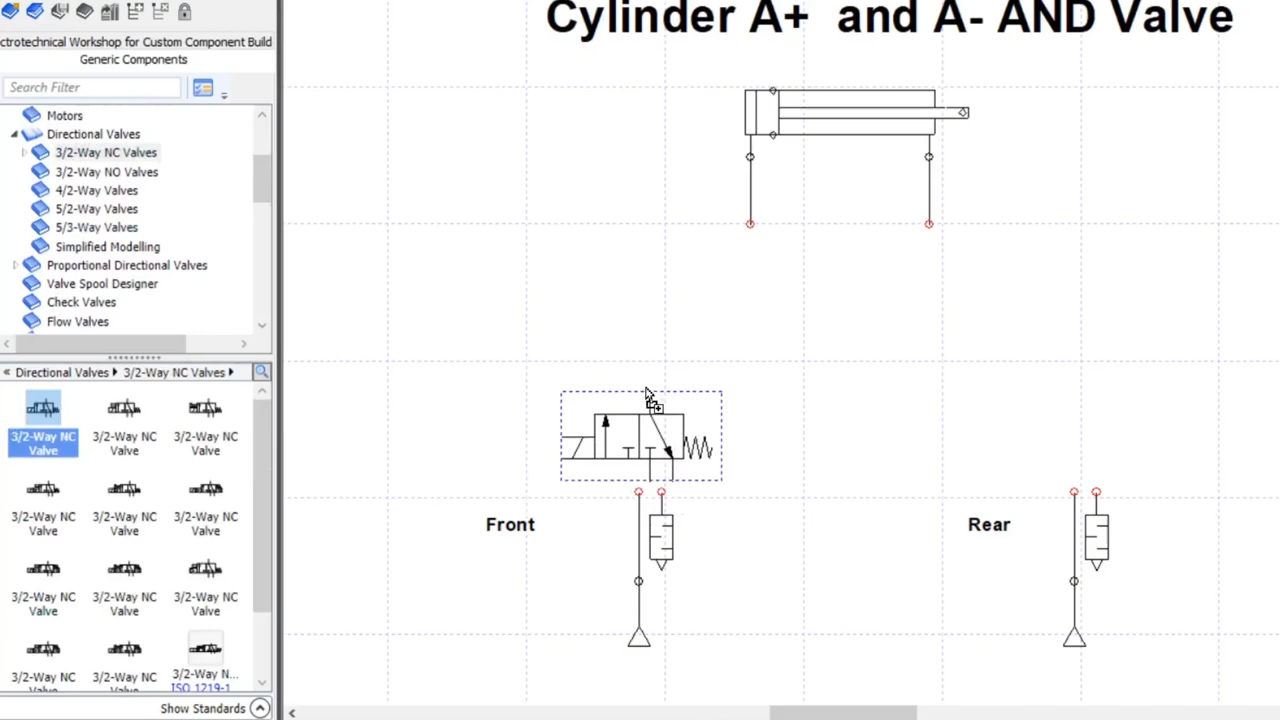 Cylinder A+ and A- AND Valve
ctrotechnical Workshop for Custom Component Build
Generic Components
Search Filter
Motors
Directional Valves
3/2-Way NC Valves
3/2-Way NO Valves
4/2-Way Valves
5/2-Way Valves
5/3-Way Valves
Simplified Modelling
Proportional Directional Valves
Valve Spool Designer
Check Valves
Flow Valves
« Directional Valves 3/2-Way NC Valves
3/2-Way NC Valve
3/2-Way NC Valve
3/2-Way NC Valve
3/2-Way NC Valve
3/2-Way NC Valve
3/2-Way NC Valve
3/2-Way NC Valve
3/2-Way NC Valve
3/2-Way NC Valve
3/2-Way NC Valve
3/2-Way NC Valve
3/2-Way N...
ISO 1219-1
Show Standards
Front
Rear